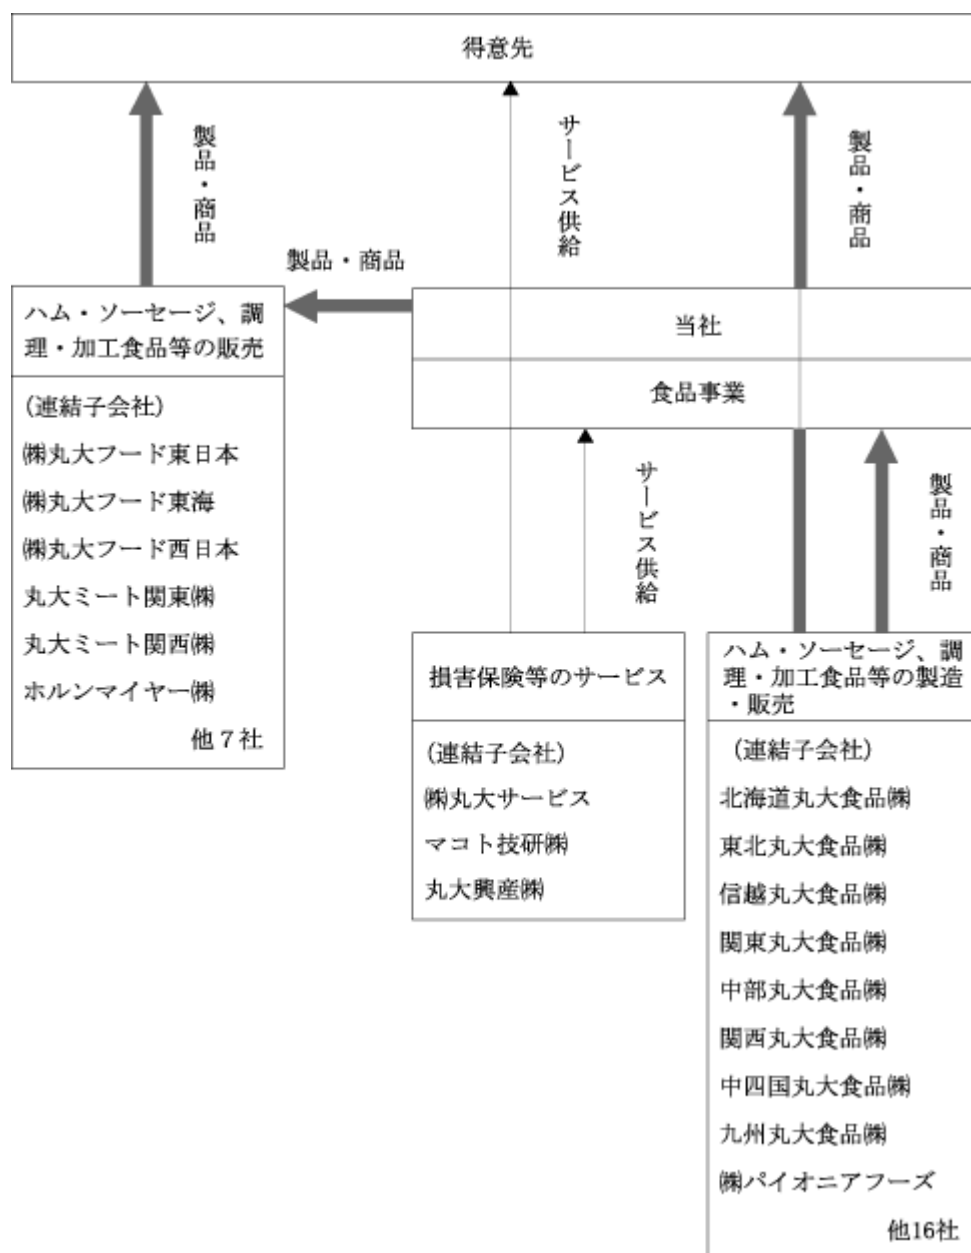 得意先
製品・商品
サービス供給
製品・商品
製品・商品
ハム・ソーセージ、調
理・加工食品等の販売
(連結子会社)
㈱丸大フード東日本
㈱丸大フード東海
㈱丸大フード西日本
丸大ミート関東㈱
丸大ミート関西㈱
ホルンマイヤー㈱
他７社
当社
食品事業
サービス供給
製品・商品
損害保険等のサービス
(連結子会社)
㈱丸大サービス
マコト技研㈱
丸大興産㈱
ハム・ソーセージ、調
理・加工食品等の製造
・販売
(連結子会社)
北海道丸大食品㈱
東北丸大食品㈱
信越丸大食品㈱
関東丸大食品㈱
中部丸大食品㈱
関西丸大食品㈱
中四国丸大食品㈱
九州丸大食品㈱
㈱パイオニアフーズ
他16社